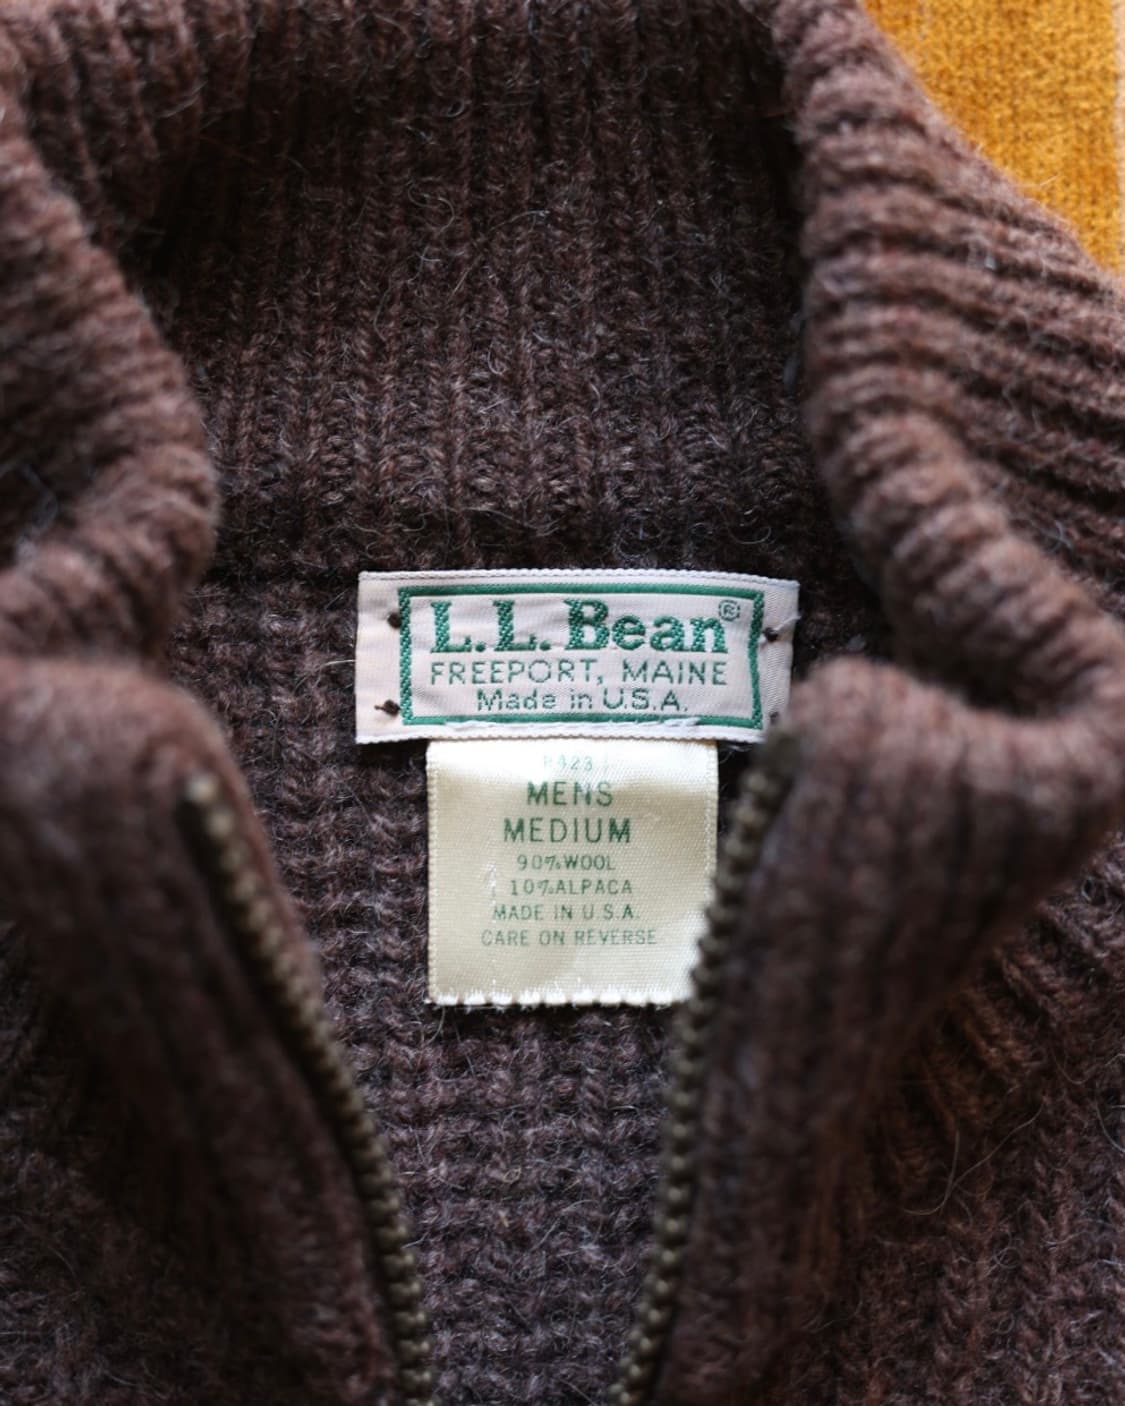 L.L.Bean®
FREEPORT, MAINE
Made in U.S.A.
MENS
MEDIUM
90%WOOL
10%ALPACA
MADE IN U.S.A.
CARE ON REVERSE